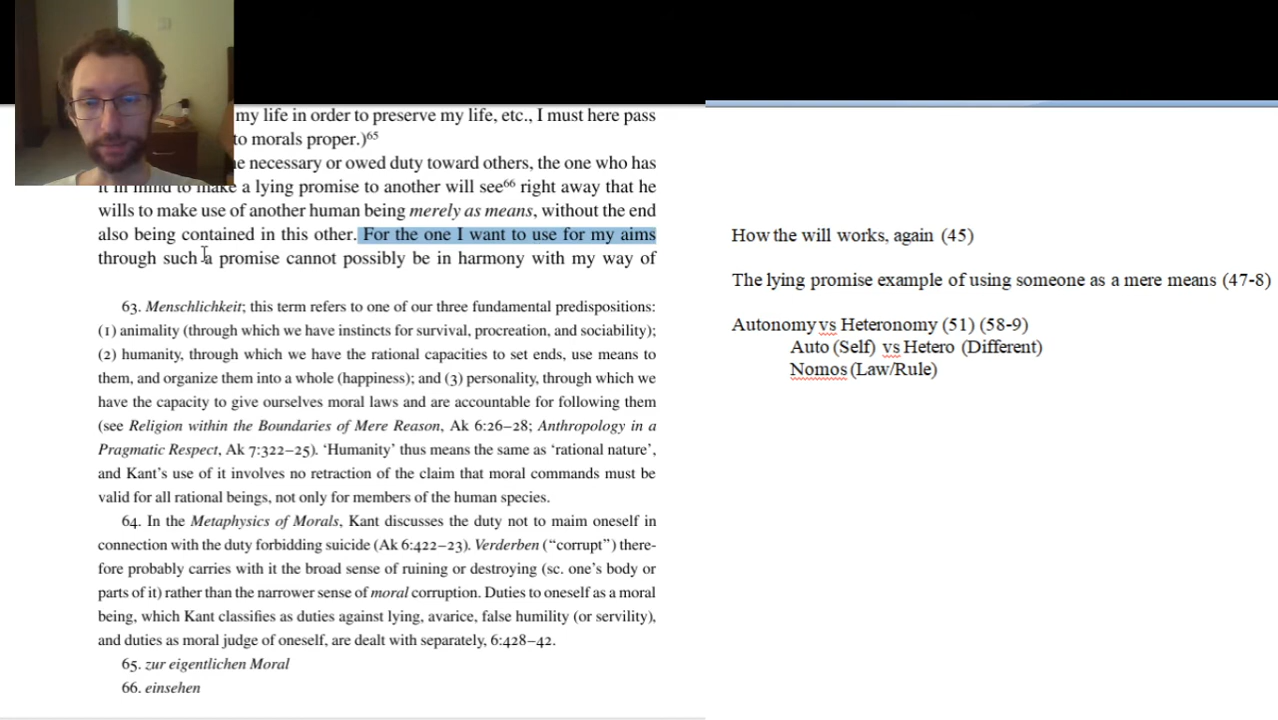 my life in order to preserve my life, etc., I must here pass
to morals proper.)⁶⁵
necessary or owed duty toward others, the one who has
it in mind to make a lying promise to another will see⁶⁶ right away that he
wills to make use of another human being merely as means, without the end
also being contained in this other. For the one I want to use for my aims
through such a promise cannot possibly be in harmony with my way of
63. Menschlichkeit; this term refers to one of our three fundamental predispositions:
(1) animality (through which we have instincts for survival, procreation, and sociability);
(2) humanity, through which we have the rational capacities to set ends, use means to
them, and organize them into a whole (happiness); and (3) personality, through which we
have the capacity to give ourselves moral laws and are accountable for following them
(see Religion within the Boundaries of Mere Reason, Ak 6:26–28; Anthropology in a
Pragmatic Respect, Ak 7:322–25). ‘Humanity’ thus means the same as ‘rational nature’,
and Kant’s use of it involves no retraction of the claim that moral commands must be
valid for all rational beings, not only for members of the human species.
64. In the Metaphysics of Morals, Kant discusses the duty not to maim oneself in
connection with the duty forbidding suicide (Ak 6:422–23). Verderben (“corrupt”) there-
fore probably carries with it the broad sense of ruining or destroying (sc. one’s body or
parts of it) rather than the narrower sense of moral corruption. Duties to oneself as a moral
being, which Kant classifies as duties against lying, avarice, false humility (or servility),
and duties as moral judge of oneself, are dealt with separately, 6:428–42.
65. zur eigentlichen Moral
66. einsehen
How the will works, again (45)
The lying promise example of using someone as a mere means (47-8)
Autonomy vs Heteronomy (51) (58-9)
Auto (Self) vs Hetero (Different)
Nomos (Law/Rule)